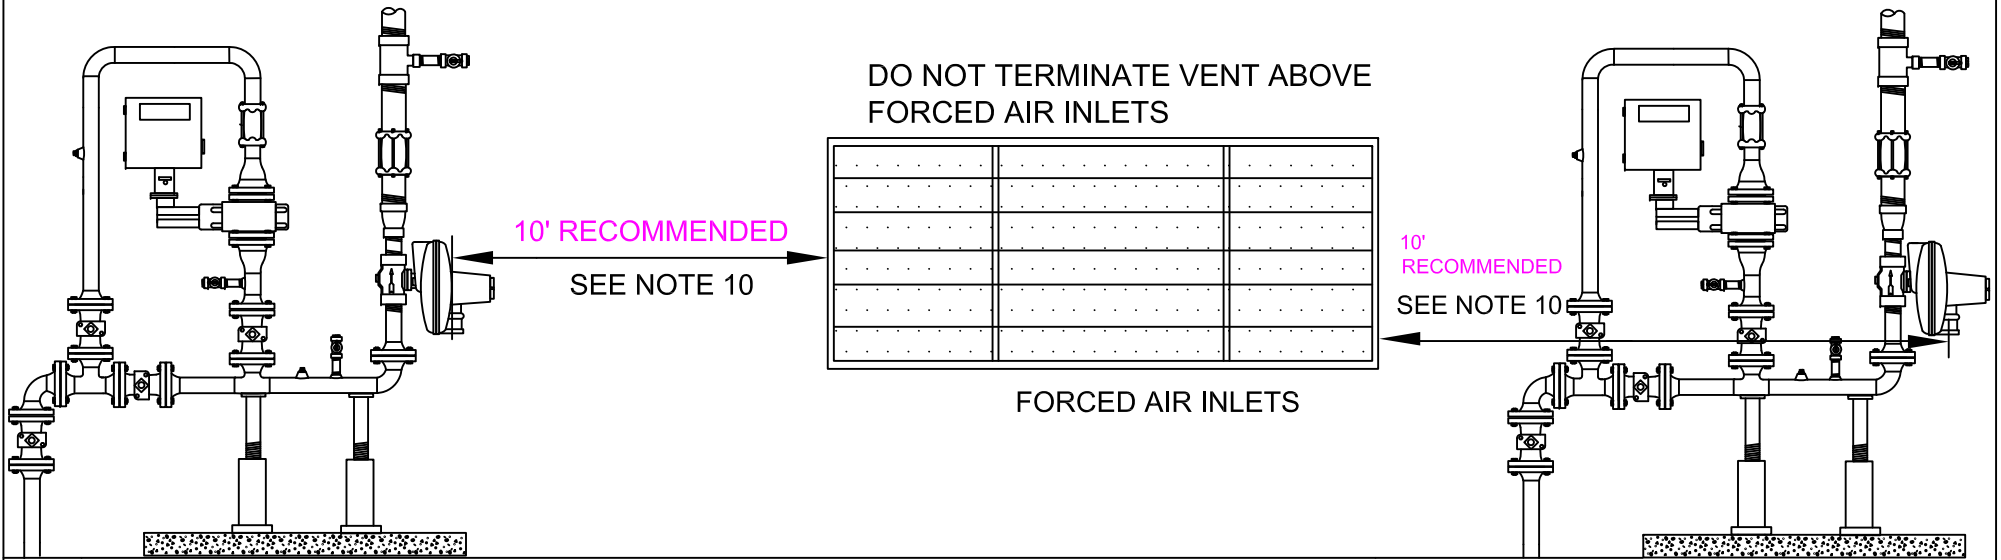 DO NOT TERMINATE VENT ABOVE
FORCED AIR INLETS
10' RECOMMENDED
SEE NOTE 10
10'
RECOMMENDED
SEE NOTE 10
FORCED AIR INLETS